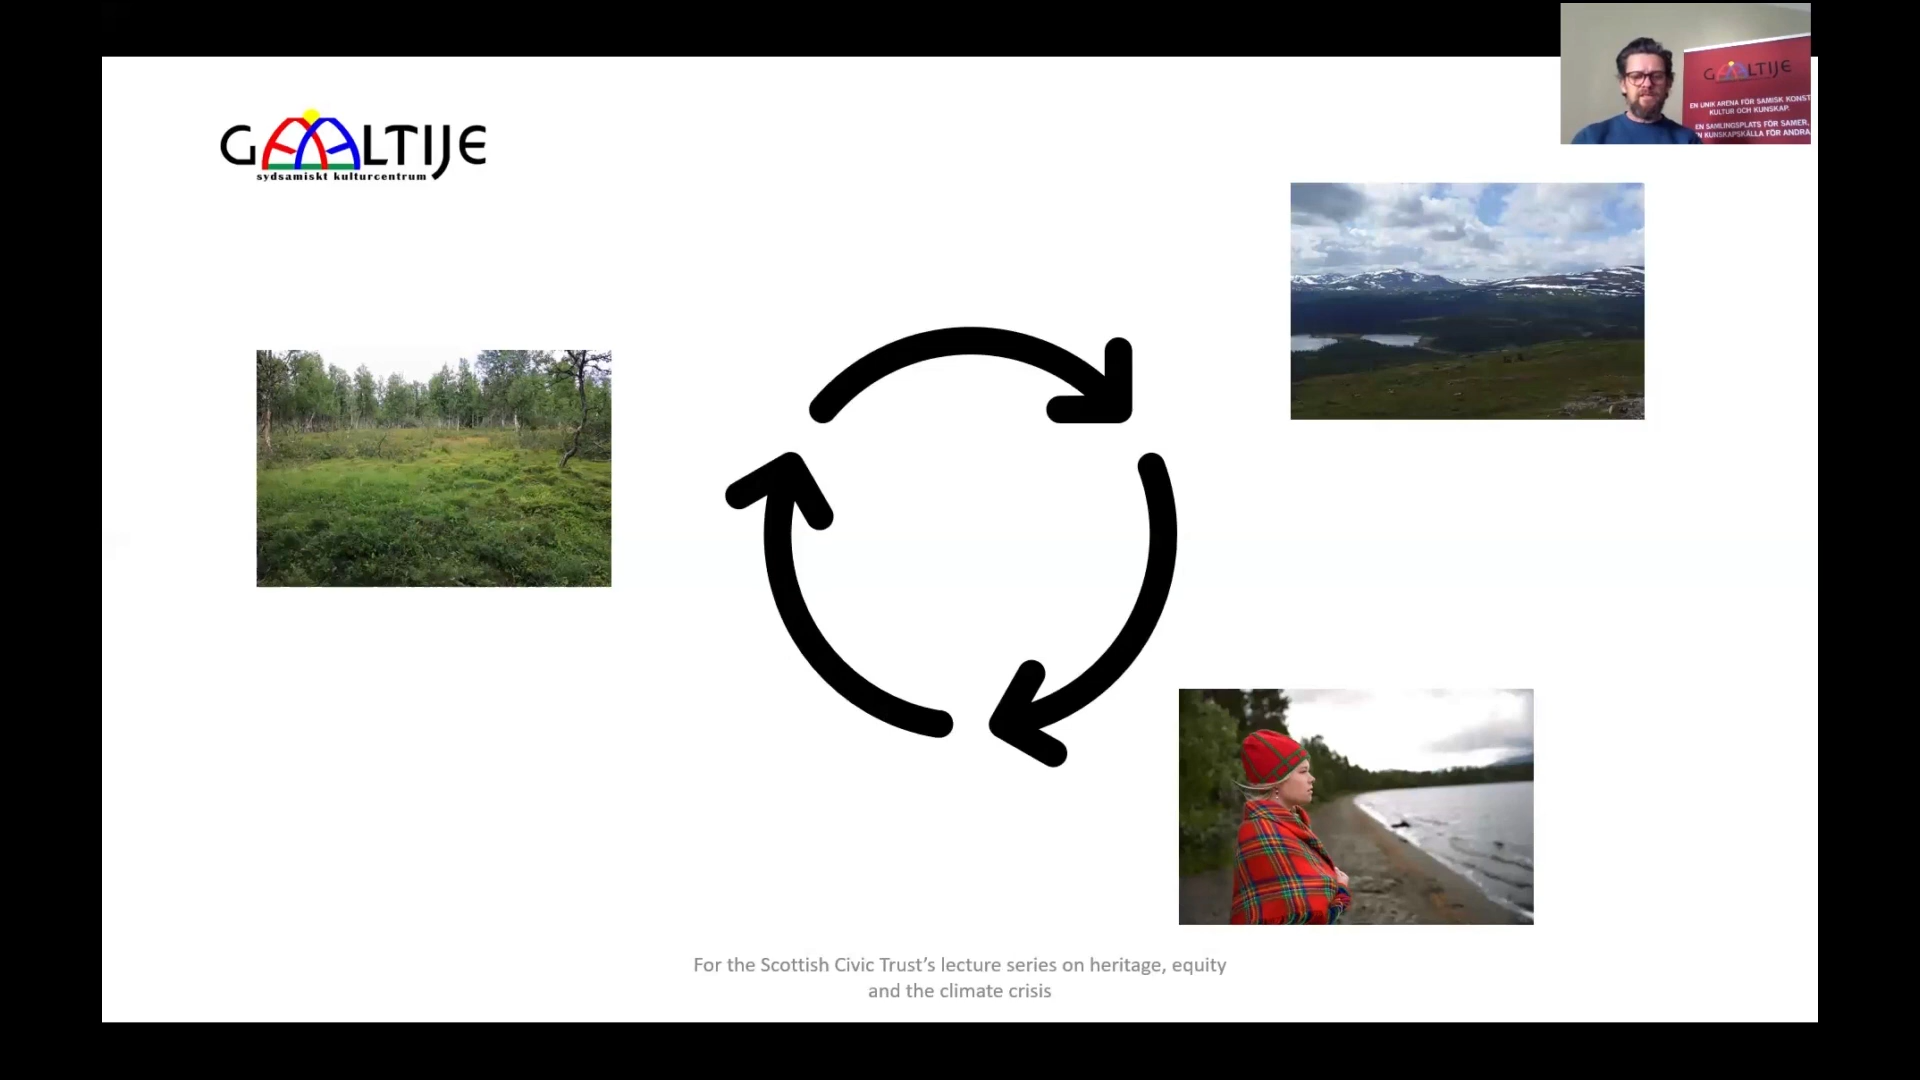 GAALTIJE
sydsamiskt kulturcentrum
GAALTIJE
EN UNIK ARENA FÖR SAMISK KONST
KULTUR OCH KUNSKAP.
EN SAMLINGSPLATS FÖR SAMER,
N KUNSKAPSKÄLLA FÖR ANDRA
For the Scottish Civic Trust’s lecture series on heritage, equity
and the climate crisis